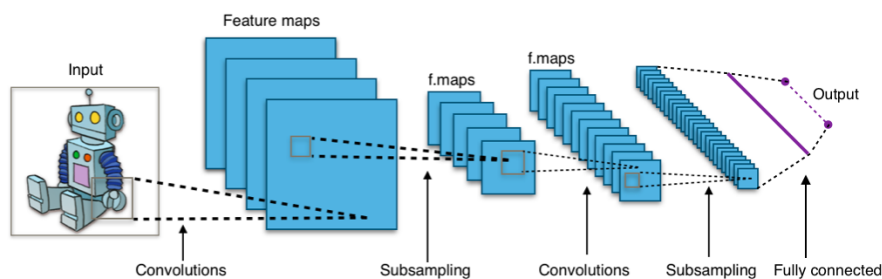 Feature maps
Input
f.maps
f.maps
Output
Convolutions
Subsampling
Convolutions
Subsampling
Fully connected